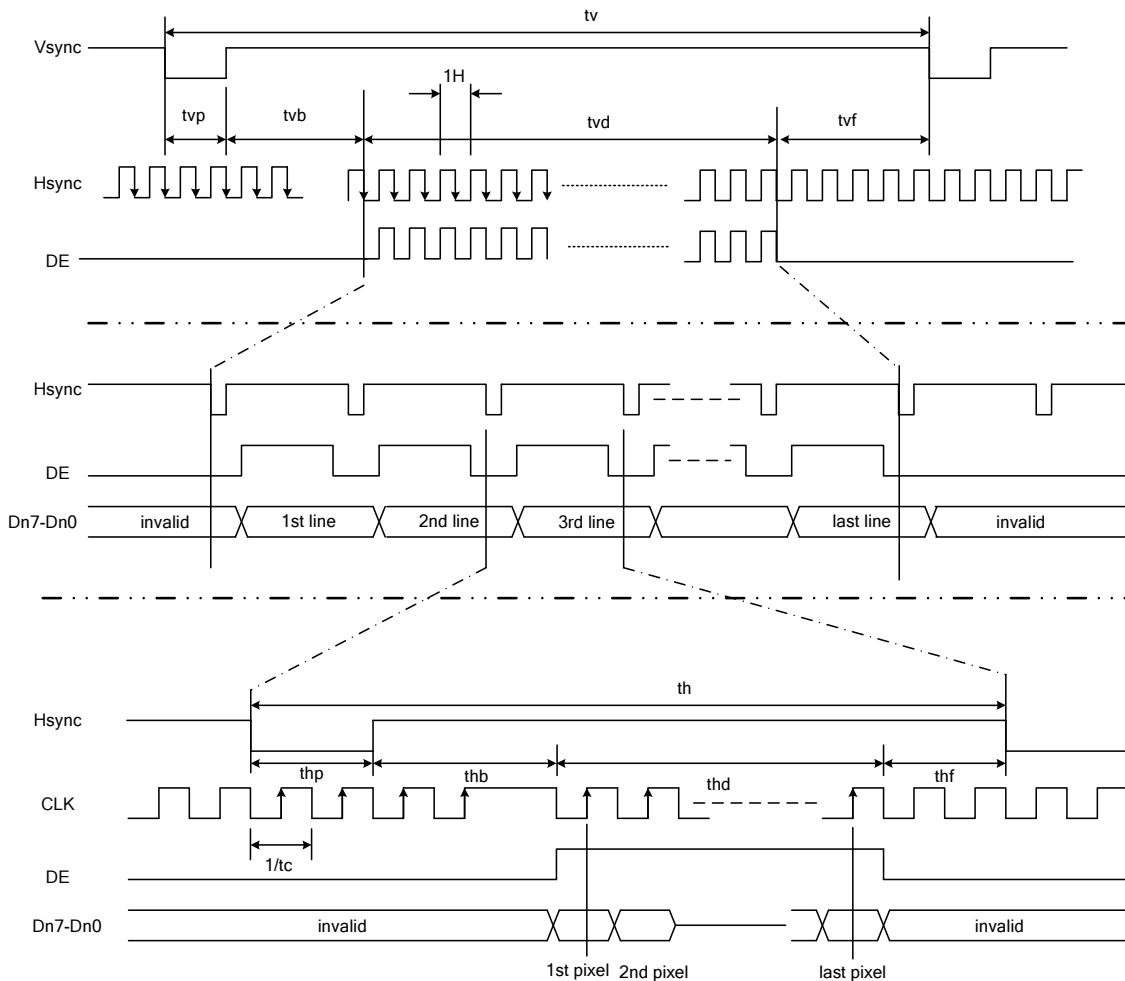 tv
Vsync
1H
tvp
tvb
tvd
tvf
Hsync
DE
Hsync
DE
Dn7-Dn0
invalid
1st line
2nd line
3rd line
last line
invalid
th
Hsync
thp
thb
thd
thf
CLK
1/tc
DE
Dn7-Dn0
invalid
invalid
1st pixel
2nd pixel
last pixel